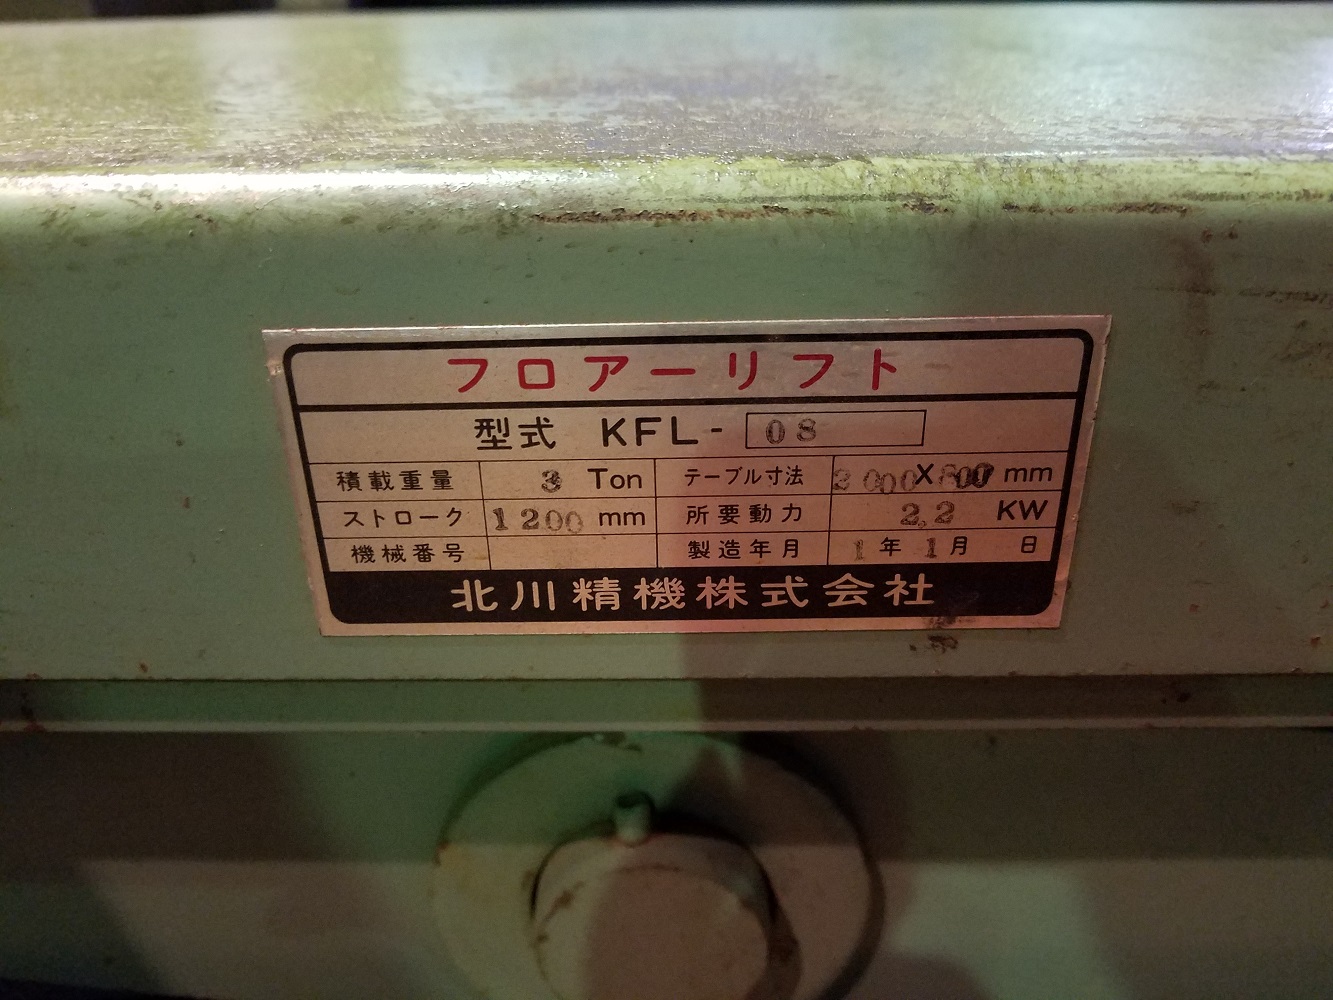 フロアーリフト
型式 KFL- 08
積載重量 3 Ton テーブル寸法 2000X800 mm
ストローク 1200 mm 所要動力 2.2 KW
機械番号 製造年月 1年 1月 日
北川精機株式会社